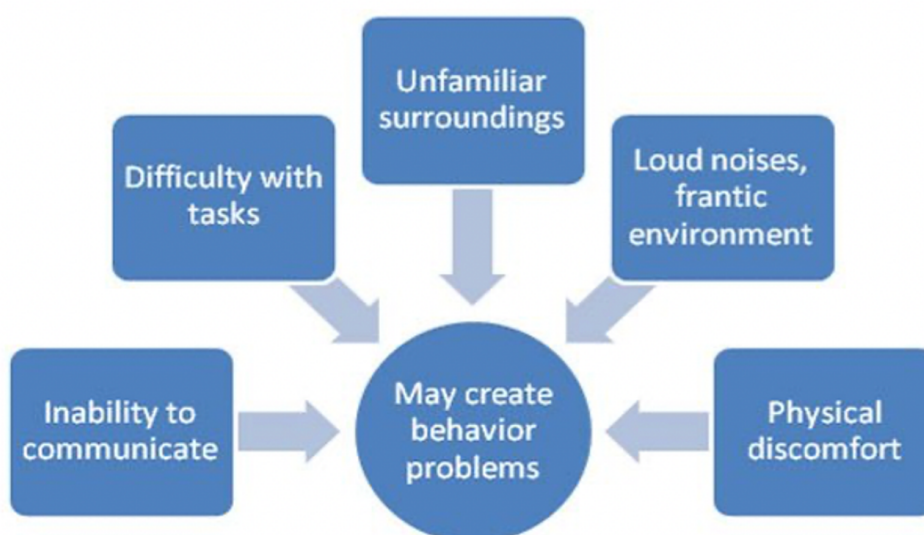 Unfamiliar
surroundings
Difficulty with
tasks
Loud noises,
frantic
environment
Inability to
communicate
May create
behavior
problems
Physical
discomfort